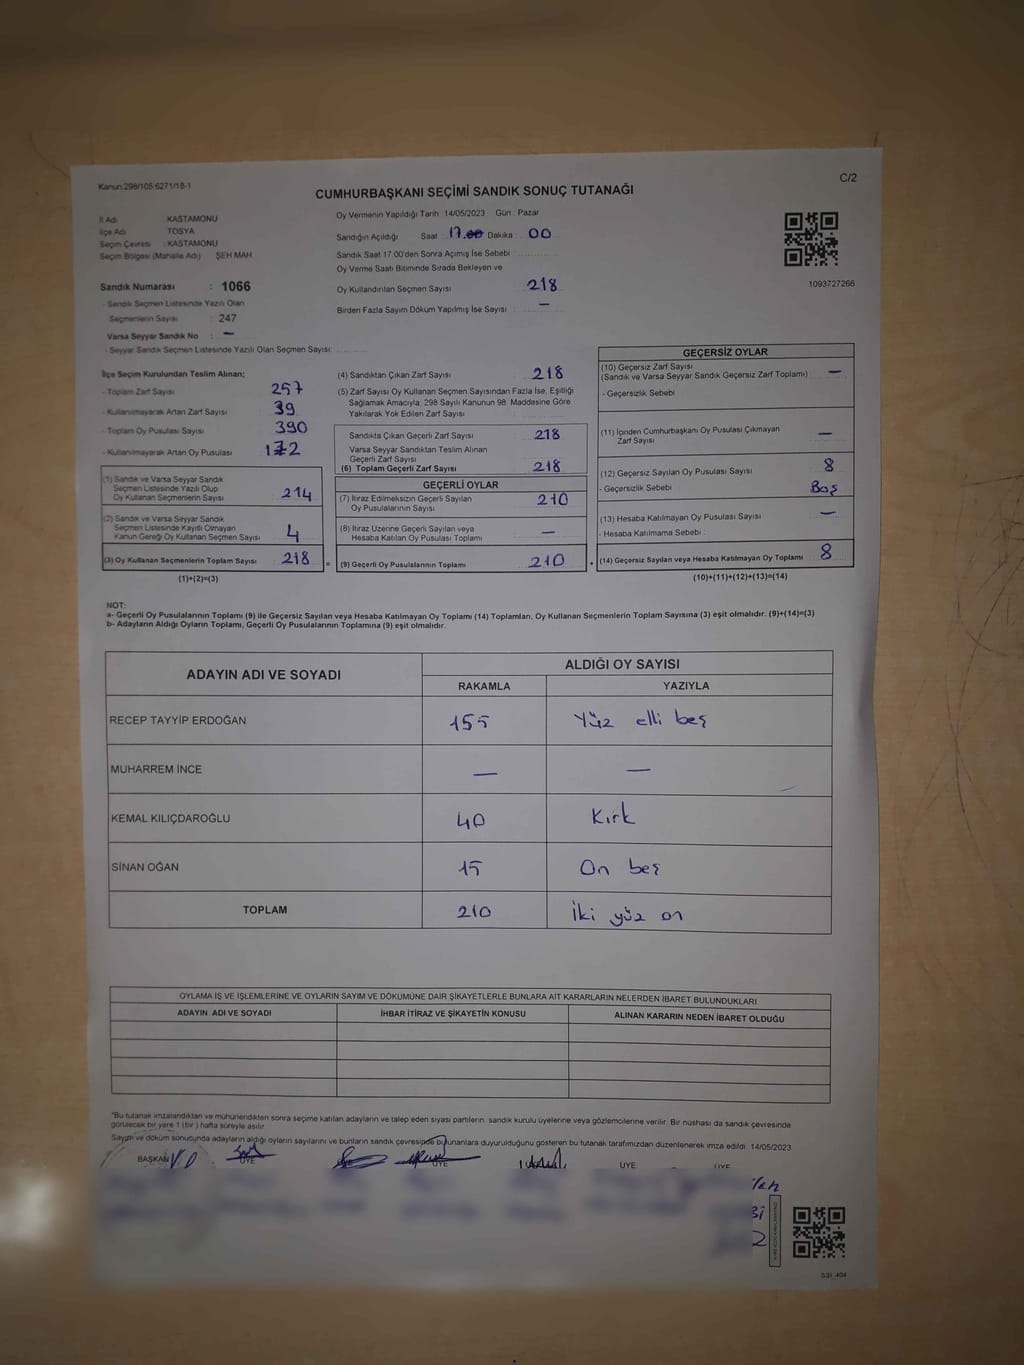 Kanun:298/105.6271/18-1
C/2
CUMHURBAŞKANI SEÇİMİ SANDIK SONUÇ TUTANAĞI
İl Adı KASTAMONU
İlçe Adı TOSYA
Seçim Çevresi : KASTAMONU
Seçim Bölgesi (Mahalle Adı) ŞEH MAH
Sandık Numarası : 1066
- Sandık Seçmen Listesinde Yazılı Olan
Seçmenlerin Sayısı : 247
Varsa Seyyar Sandık No : —
- Seyyar Sandık Seçmen Listesinde Yazılı Olan Seçmen Sayısı:
Oy Vermenin Yapıldığı Tarih : 14/05/2023 Gün : Pazar
Sandığın Açıldığı Saat : 17.00 Dakika : 00
Sandık Saat 17:00'den Sonra Açımış İse Sebebi
Oy Verme Saati Bitiminde Sırada Bekleyen ve
Oy Kullandırılan Seçmen Sayısı 218
Birden Fazla Sayım Döküm Yapılmış İse Sayısı —
1093727266
İlçe Seçim Kurulundan Teslim Alınan;
- Toplam Zarf Sayısı : 257
- Kullanılmayarak Artan Zarf Sayısı : 39
- Toplam Oy Pusulası Sayısı : 390
- Kullanılmayarak Artan Oy Pusulası : 172
(1) Sandık ve Varsa Seyyar Sandık
Seçmen Listesinde Yazılı Olup
Oy Kullanan Seçmenlerin Sayısı : 214
(2) Sandık ve Varsa Seyyar Sandık
Seçmen Listesinde Kayıtlı Olmayan
Kanun Gereği Oy Kullanan Seçmen Sayısı : 4
(3) Oy Kullanan Seçmenlerin Toplam Sayısı : 218
(1)+(2)=(3)
(4) Sandıktan Çıkan Zarf Sayısı : 218
(5) Zarf Sayısı Oy Kullanan Seçmen Sayısından Fazla İse, Eşitliği
Sağlamak Amacıyla; 298 Sayılı Kanunun 98. Maddesine Göre
Yakılarak Yok Edilen Zarf Sayısı
Sandıkta Çıkan Geçerli Zarf Sayısı : 218
Varsa Seyyar Sandıktan Teslim Alınan
Geçerli Zarf Sayısı
(6) Toplam Geçerli Zarf Sayısı : 218
GEÇERLİ OYLAR
(7) İtiraz Edilmeksizin Geçerli Sayılan
Oy Pusulasının Sayısı : 210
(8) İtiraz Üzerine Geçerli Sayılan veya
Hesaba Katılan Oy Pusulası Toplamı : —
(9) Geçerli Oy Pusulalarının Toplamı : 210
GEÇERSİZ OYLAR
(10) Geçersiz Zarf Sayısı
(Sandık ve Varsa Seyyar Sandık Geçersiz Zarf Toplamı) : —
- Geçersizlik Sebebi
(11) İçinden Cumhurbaşkanı Oy Pusulası Çıkmayan
Zarf Sayısı : —
(12) Geçersiz Sayılan Oy Pusulası Sayısı : 8
- Geçersizlik Sebebi : Boş
(13) Hesaba Katılmayan Oy Pusulası Sayısı : —
- Hesaba Katılmama Sebebi :
(14) Geçersiz Sayılan veya Hesaba Katılmayan Oy Toplamı : 8
(10)+(11)+(12)+(13)=(14)
NOT:
a- Geçerli Oy Pusulalarının Toplamı (9) ile Geçersiz Sayılan veya Hesaba Katılmayan Oy Toplamı (14) Toplamları, Oy Kullanan Seçmenlerin Toplam Sayısına (3) eşit olmalıdır. (9)+(14)=(3)
b- Adayların Aldığı Oyların Toplamı, Geçerli Oy Pusulalarının Toplamına (9) eşit olmalıdır.
ADAYIN ADI VE SOYADI
ALDIĞI OY SAYISI
RAKAMLA YAZIYLA
RECEP TAYYİP ERDOĞAN 155 Yüz elli beş
MUHARREM İNCE — —
KEMAL KILIÇDAROĞLU 40 Kırk
SİNAN OĞAN 15 On beş
TOPLAM 210 İki yüz on
OYLAMA İŞ VE İŞLEMLERİNE VE OYLARIN SAYIM VE DÖKÜMÜNE DAİR ŞİKAYETLERLE BUNLARA AİT KARARLARIN NELERDEN İBARET BULUNDUKLARI
ADAYIN ADI VE SOYADI İHBAR İTİRAZ VE ŞİKAYETİN KONUSU ALINAN KARARIN NEDEN İBARET OLDUĞU
*Bu tutanak imzalandıktan ve mühürlendikten sonra seçime katılan adayların ve talep eden siyasi partilerin sandık kurulu üyelerine veya gözlemcilerine verilir. Bir nüshası da sandık çevresinde
görülecek bir yere 1 (bir) hafta süreyle asılır.
Sayım ve döküm sonucunda adayların aldığı oyların sayılarını ve bunların sandık çevresinde bulunanlara duyurulduğunu gösteren bu tutanak tarafımızdan düzenlenerek imza edildi. 14/05/2023
BAŞKAN ÜYE ÜYE ÜYE ÜYE